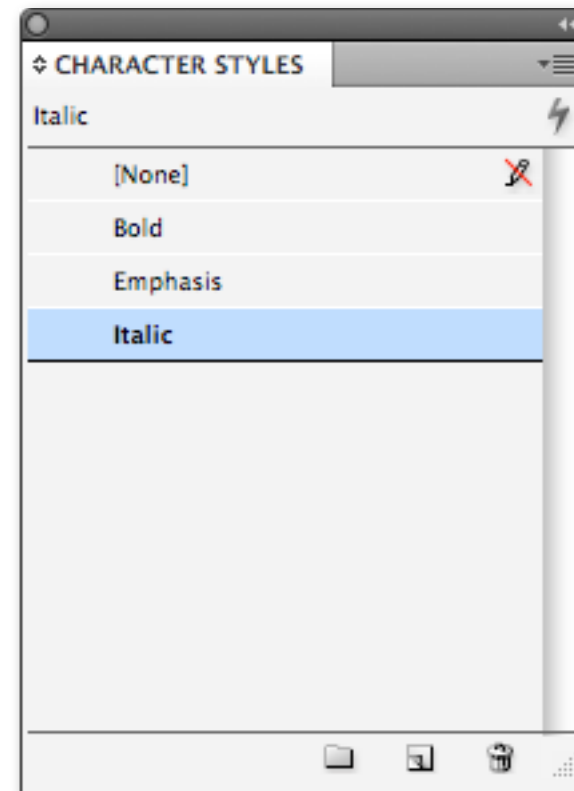 CHARACTER STYLES
Italic
[None]
Bold
Emphasis
Italic